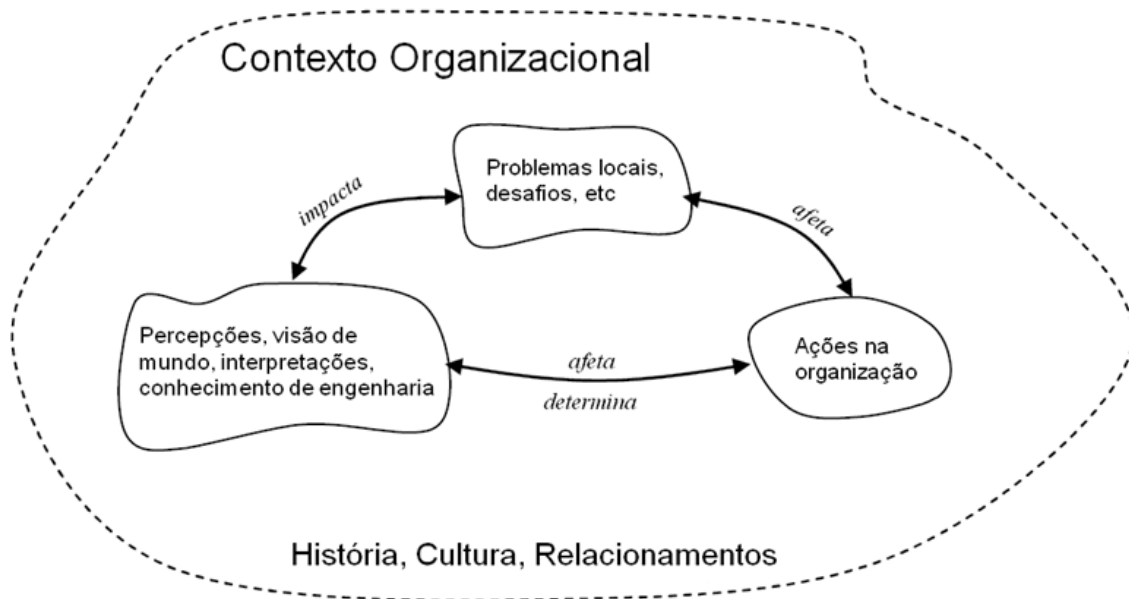 Contexto Organizacional
Problemas locais,
desafios, etc
impacta
afeta
Percepções, visão de
mundo, interpretações,
conhecimento de engenharia
afeta
determina
Ações na
organização
História, Cultura, Relacionamentos